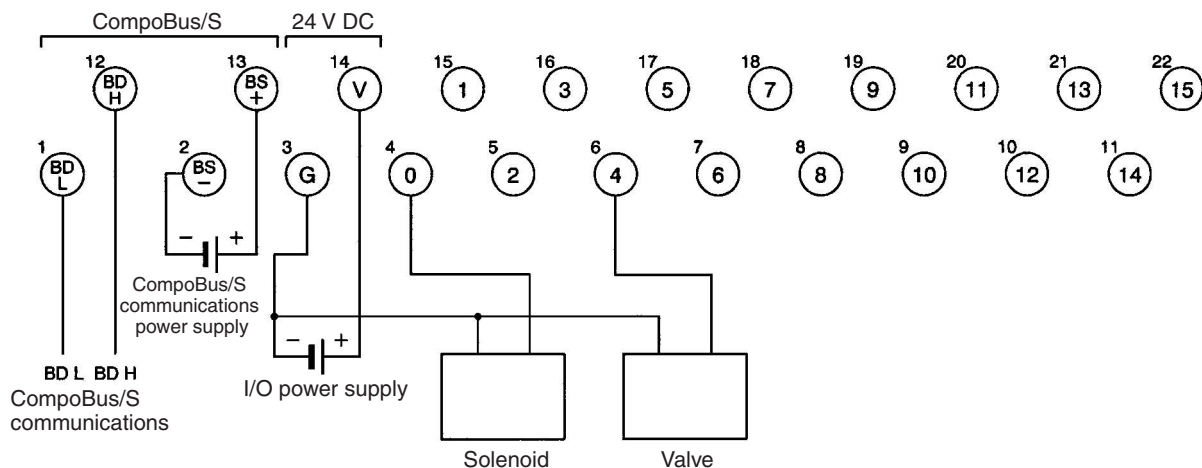 CompoBus/S 24 V DC
12 13 14 15 16 17 18 19 20 21 22
BD H BS + V 1 3 5 7 9 11 13 15
1 2 3 4 5 6 7 8 9 10 11
BD L BS – G 0 2 4 6 8 10 12 14
– +
CompoBus/S
communications
power supply
– +
BD L BD H
I/O power supply
CompoBus/S
communications
Solenoid Valve